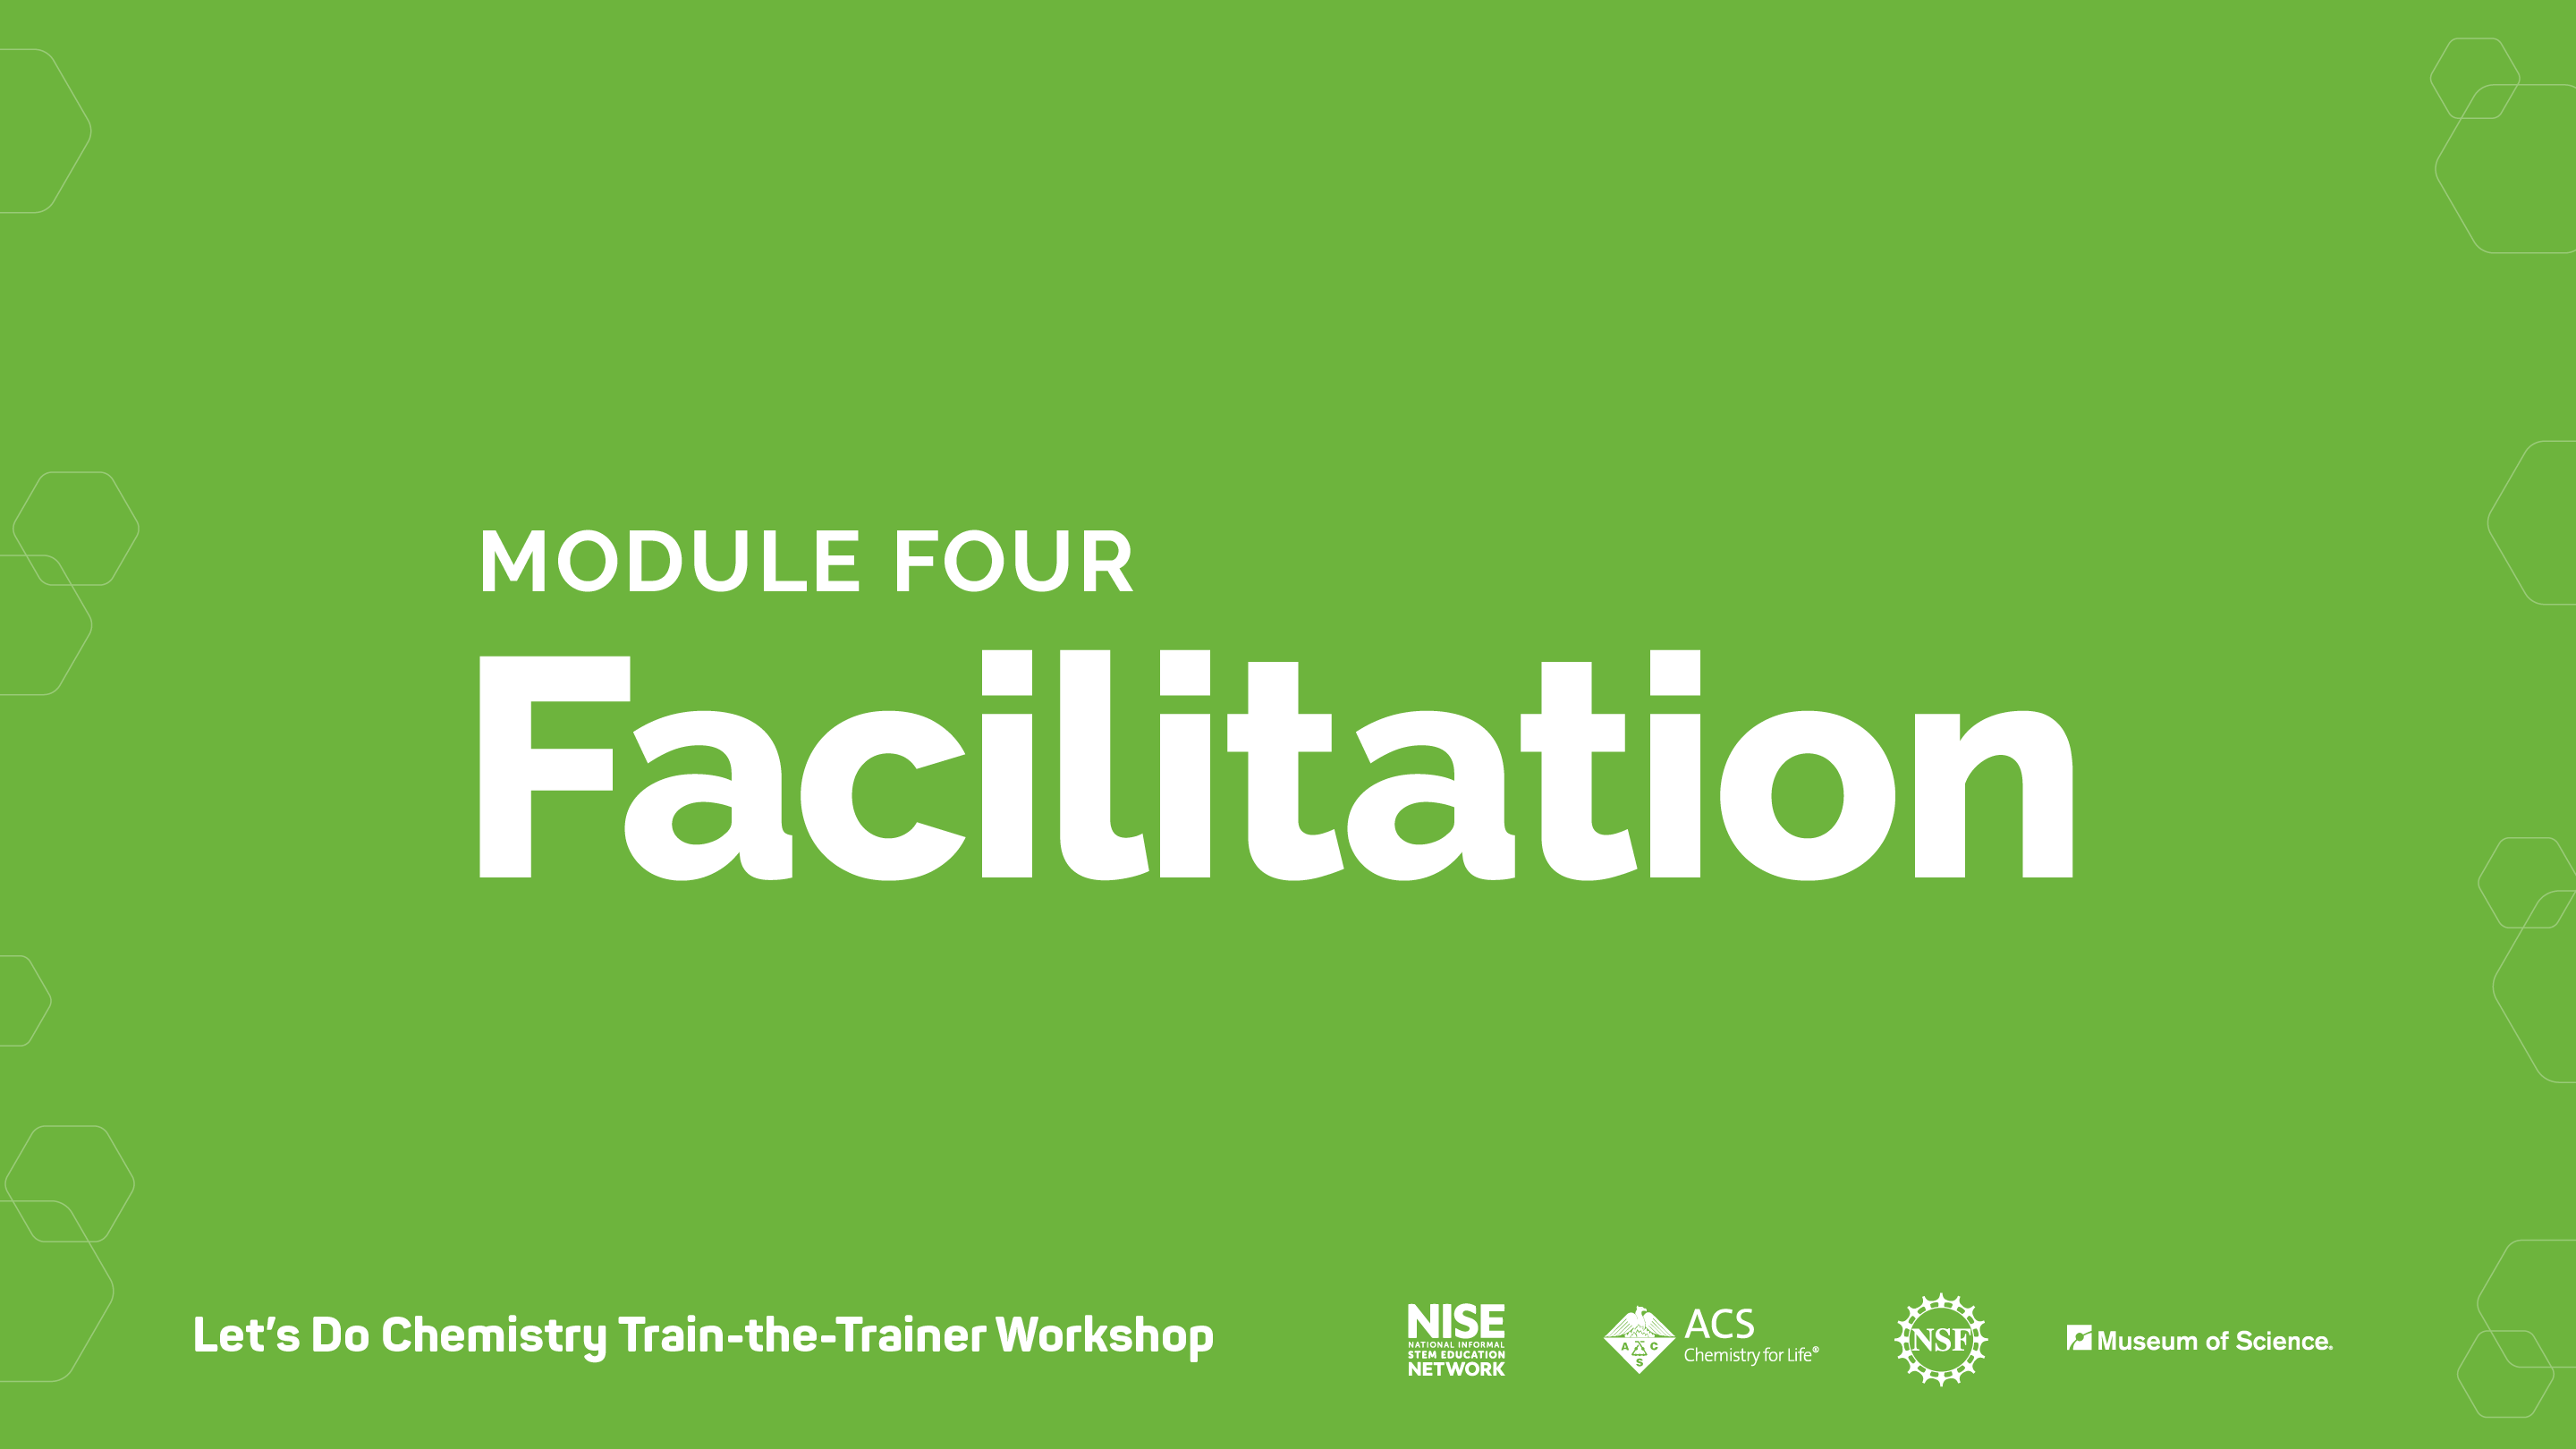 MODULE FOUR
Facilitation
Let's Do Chemistry Train-the-Trainer Workshop
NISE
NATIONAL INFORMAL
STEM EDUCATION
NETWORK
A C
S
ACS
Chemistry for Life®
NSF
Museum of Science.